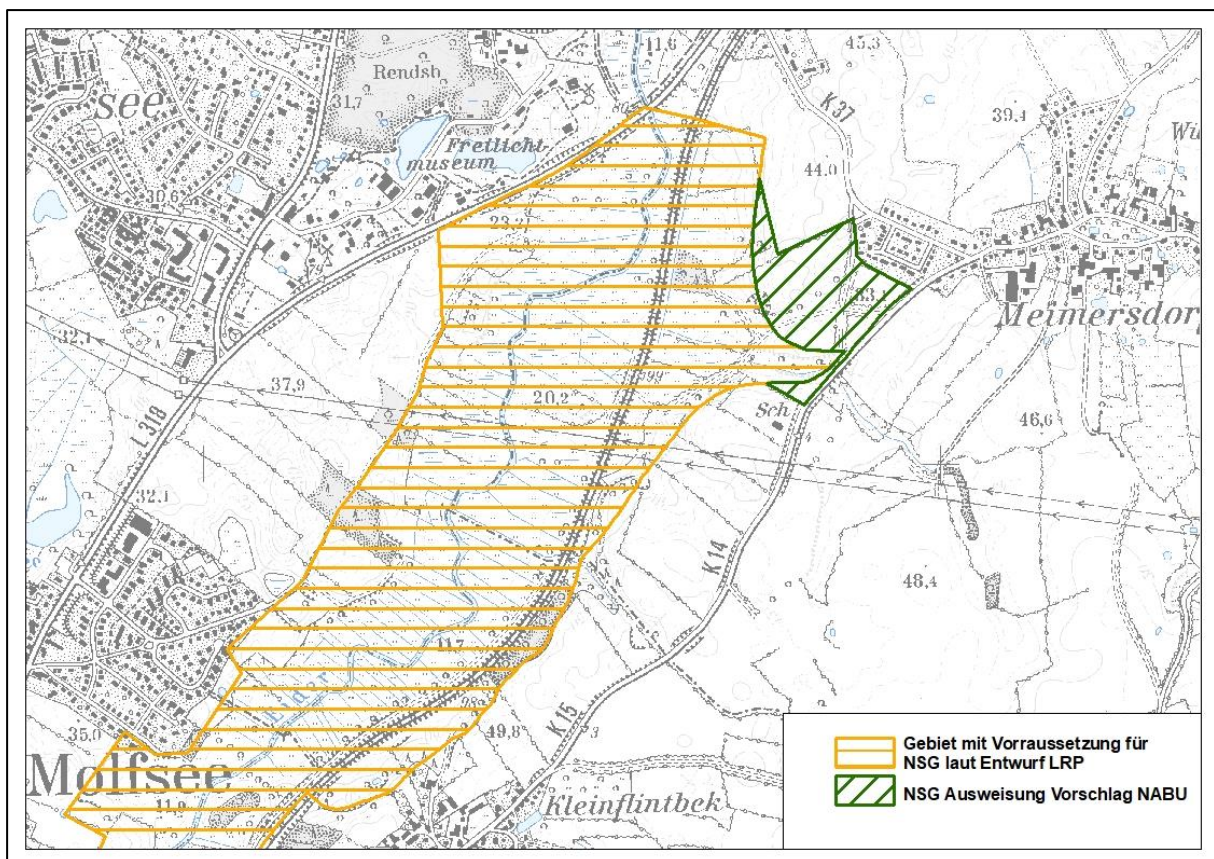 11,6
45,3
Rendsb
see
31,7
K 37
39,4
Freilicht-
museum
44,0
30,6
23,2
Meimersdorf
32,1
37,9
20,2
Sch
46,6
L 318
32,1
K 14
48,4
11,7
Eider
K 15
35,0
49,8
3
Molfsee
11,9
Kleinflintbek
Gebiet mit Vorraussetzung für
NSG laut Entwurf LRP
NSG Ausweisung Vorschlag NABU